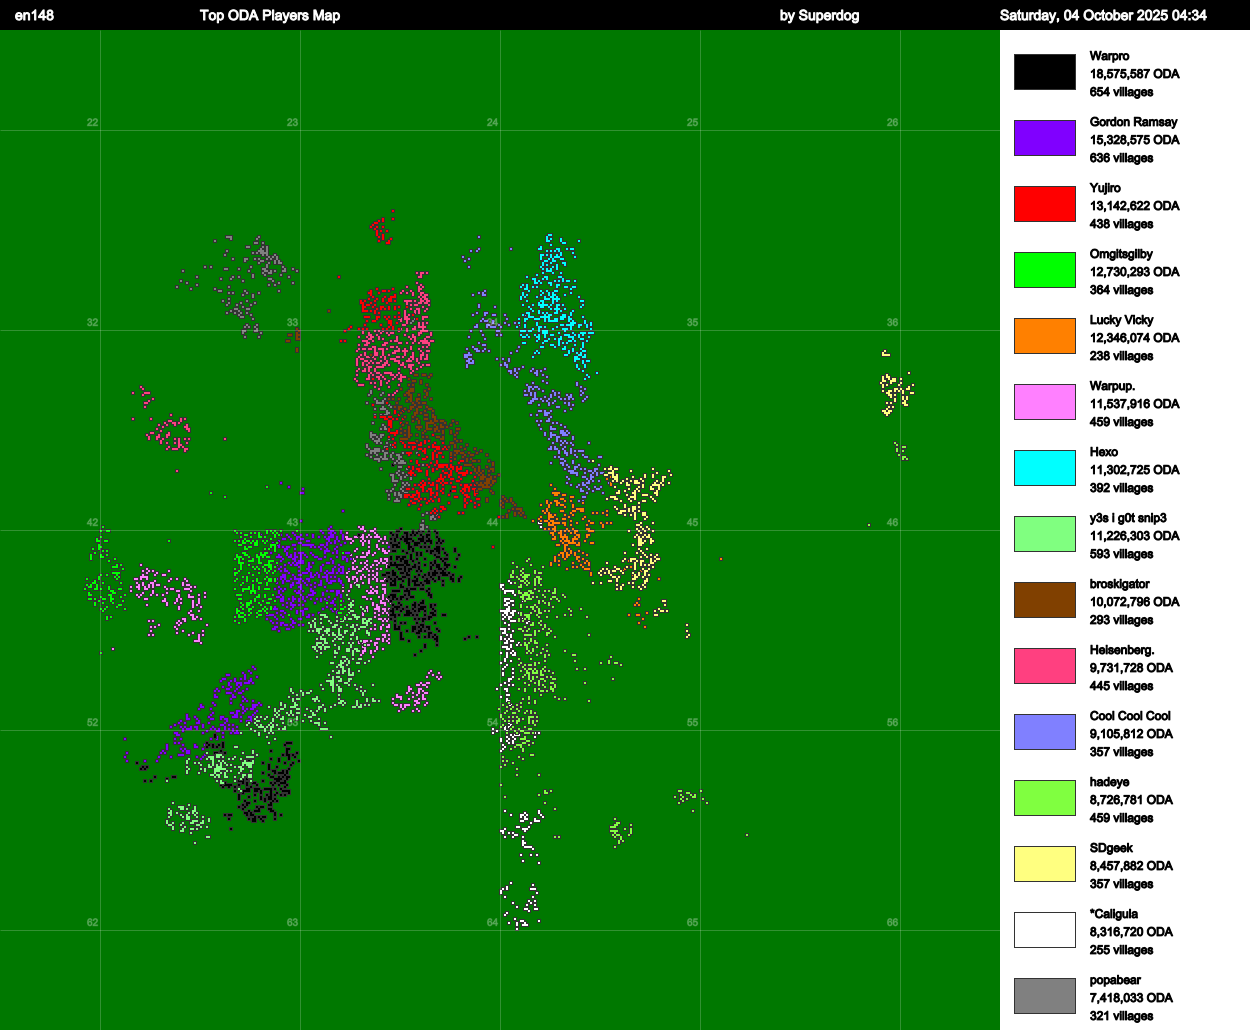 en148 Top ODA Players Map by Superdog Saturday, 04 October 2025 04:34
Warpro
18,575,587 ODA
654 villages
Gordon Ramsay
15,328,575 ODA
636 villages
Yujiro
13,142,622 ODA
438 villages
Omgitsgilby
12,730,293 ODA
364 villages
Lucky Vicky
12,346,074 ODA
238 villages
Warpup.
11,537,916 ODA
459 villages
Hexo
11,302,725 ODA
392 villages
y3s i g0t snip3
11,226,303 ODA
593 villages
broskigator
10,072,796 ODA
293 villages
Heisenberg.
9,731,728 ODA
445 villages
Cool Cool Cool
9,105,812 ODA
357 villages
hadeye
8,726,781 ODA
459 villages
SDgeek
8,457,882 ODA
357 villages
*Caligula
8,316,720 ODA
255 villages
popabear
7,418,033 ODA
321 villages
22 23 24 25 26
32 33 35 36
42 43 44 45 46
52 53 54 55 56
62 63 64 65 66